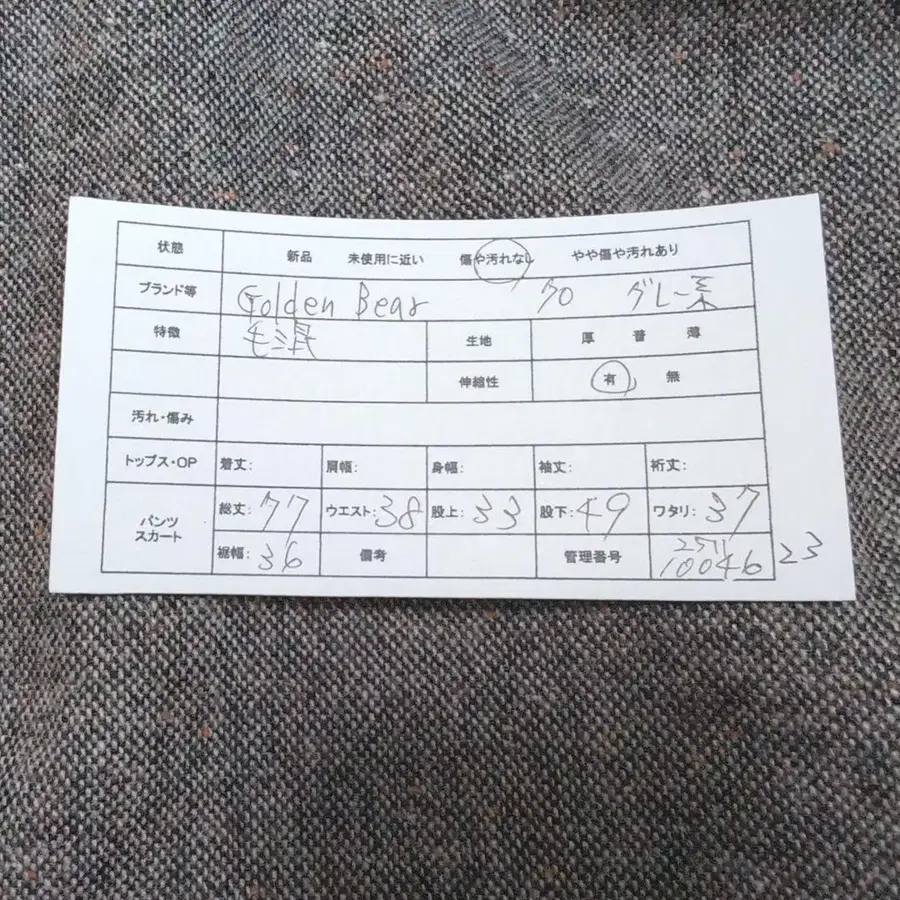 状態 新品 未使用に近い 傷や汚れなし やや傷や汚れあり
ブランド等 Golden Bear 70 グレー系
特徴 毛混 生地 厚 普 薄
伸縮性 有 無
汚れ・傷み
トップス・OP 着丈: 肩幅: 身幅: 袖丈: 裄丈:
パンツ スカート 総丈: 77 ウエスト: 38 股上: 33 股下: 49 ワタリ: 37
裾幅: 36 備考 管理番号 2511 10046 23